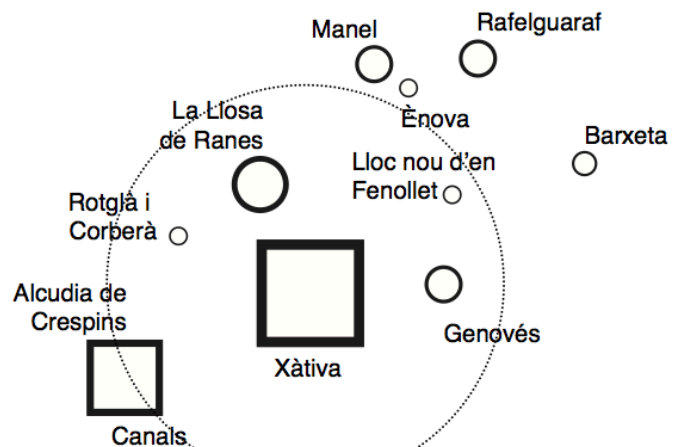 Rafelguaraf
Manel
La Llosa
de Ranes
Ènova
Barxeta
Lloc nou d'en
Fenollet
Rotglà i
Corberà
Alcudia de
Crespins
Genovés
Xàtiva
Canals